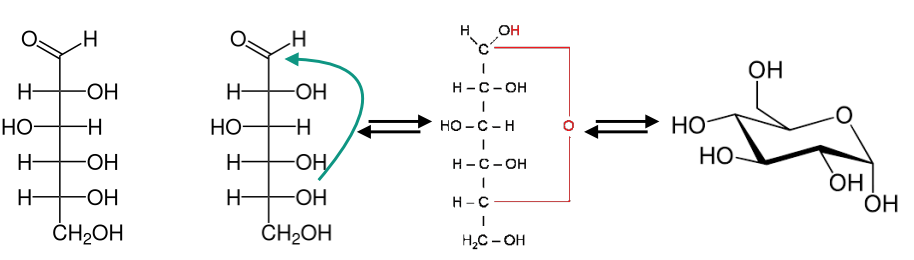 O H
H OH
HO H
H OH
H OH
CH2OH
O H
H OH
HO H
H OH
H OH
CH2OH
H OH
C
H – C – OH
HO – C – H O
H – C – OH
H – C
H2C – OH
OH
O
HO
HO
OH
OH